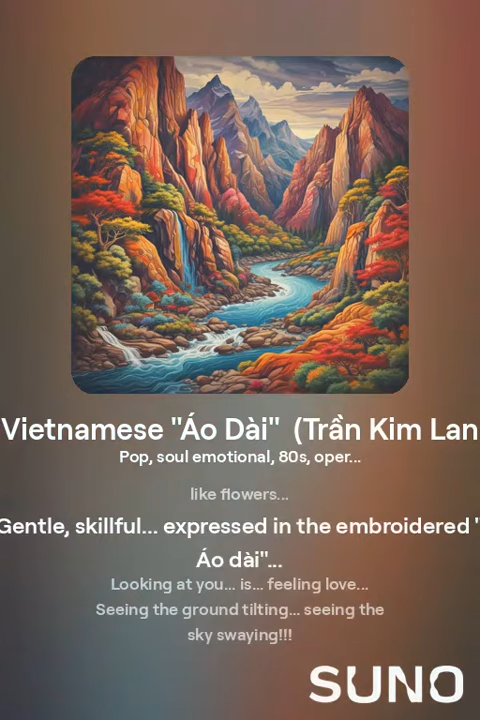 Vietnamese "Áo Dài" (Trần Kim Lan
Pop, soul emotional, 80s, oper...
like flowers...
Gentle, skillful... expressed in the embroidered "
Áo dài"...
Looking at you... is... feeling love...
Seeing the ground tilting... seeing the
sky swaying!!!
SUNO